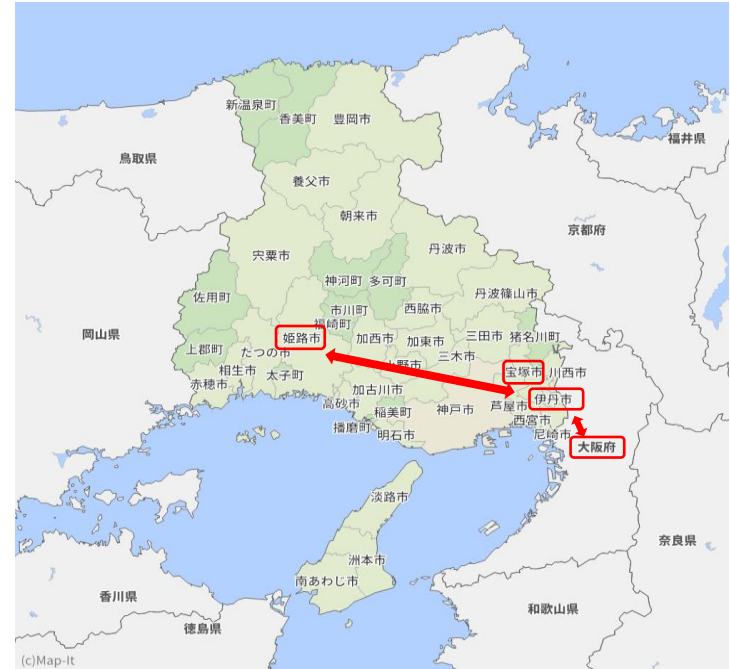 新温泉町
香美町
豊岡市
福井県
鳥取県
養父市
朝来市
京都府
丹波市
宍粟市
神河町
多可町
丹波篠山市
佐用町
市川町
西脇市
福崎町
岡山県
姫路市
加西市
加東市
三田市
猪名川町
上郡町
たつの市
三木市
相生市
太子町
宝塚市
川西市
赤穂市
加古川市
高砂市
稲美町
神戸市
芦屋市
伊丹市
西宮市
播磨町
明石市
尼崎市
大阪府
淡路市
洲本市
奈良県
南あわじ市
香川県
和歌山県
徳島県
(c)Map-It